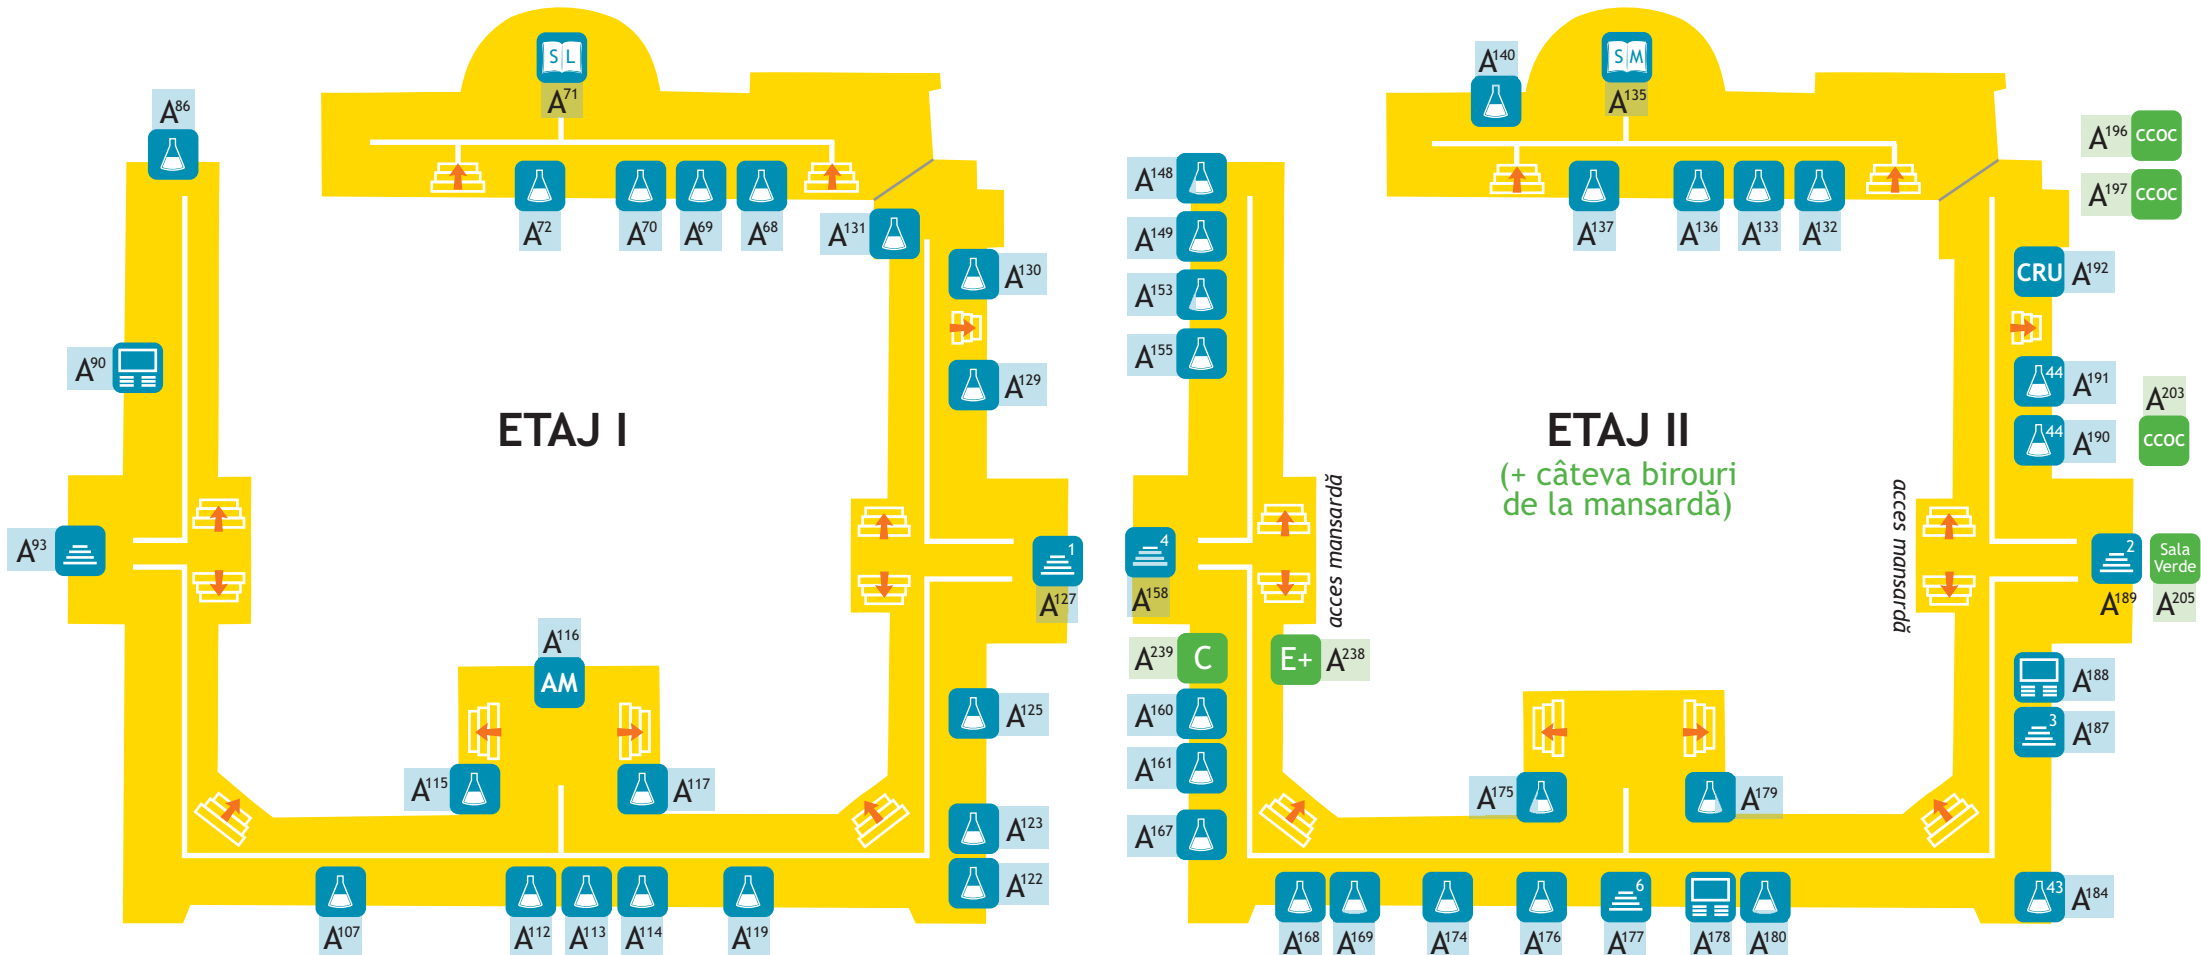 S L
A71
A86
A72
A70
A69
A68
A131
A130
A90
A129
ETAJ I
A93
1
A127
A116
AM
A125
A115
A117
A123
A122
A107
A112
A113
A114
A119
A140
S M
A135
A196 CCOC
A197 CCOC
A148
A137
A136
A133
A132
A149
CRU A192
A153
A155
44 A191
A203
CCOC
ETAJ II
(+ câteva birouri
de la mansardă)
44 A190
acces mansardă
acces mansardă
4
A158
2
A189
Sala
Verde
A205
A239 C
E+ A238
A188
A160
3 A187
A161
A175
A179
A167
43 A184
A168
A169
A174
A176
6
A177
A178
A180